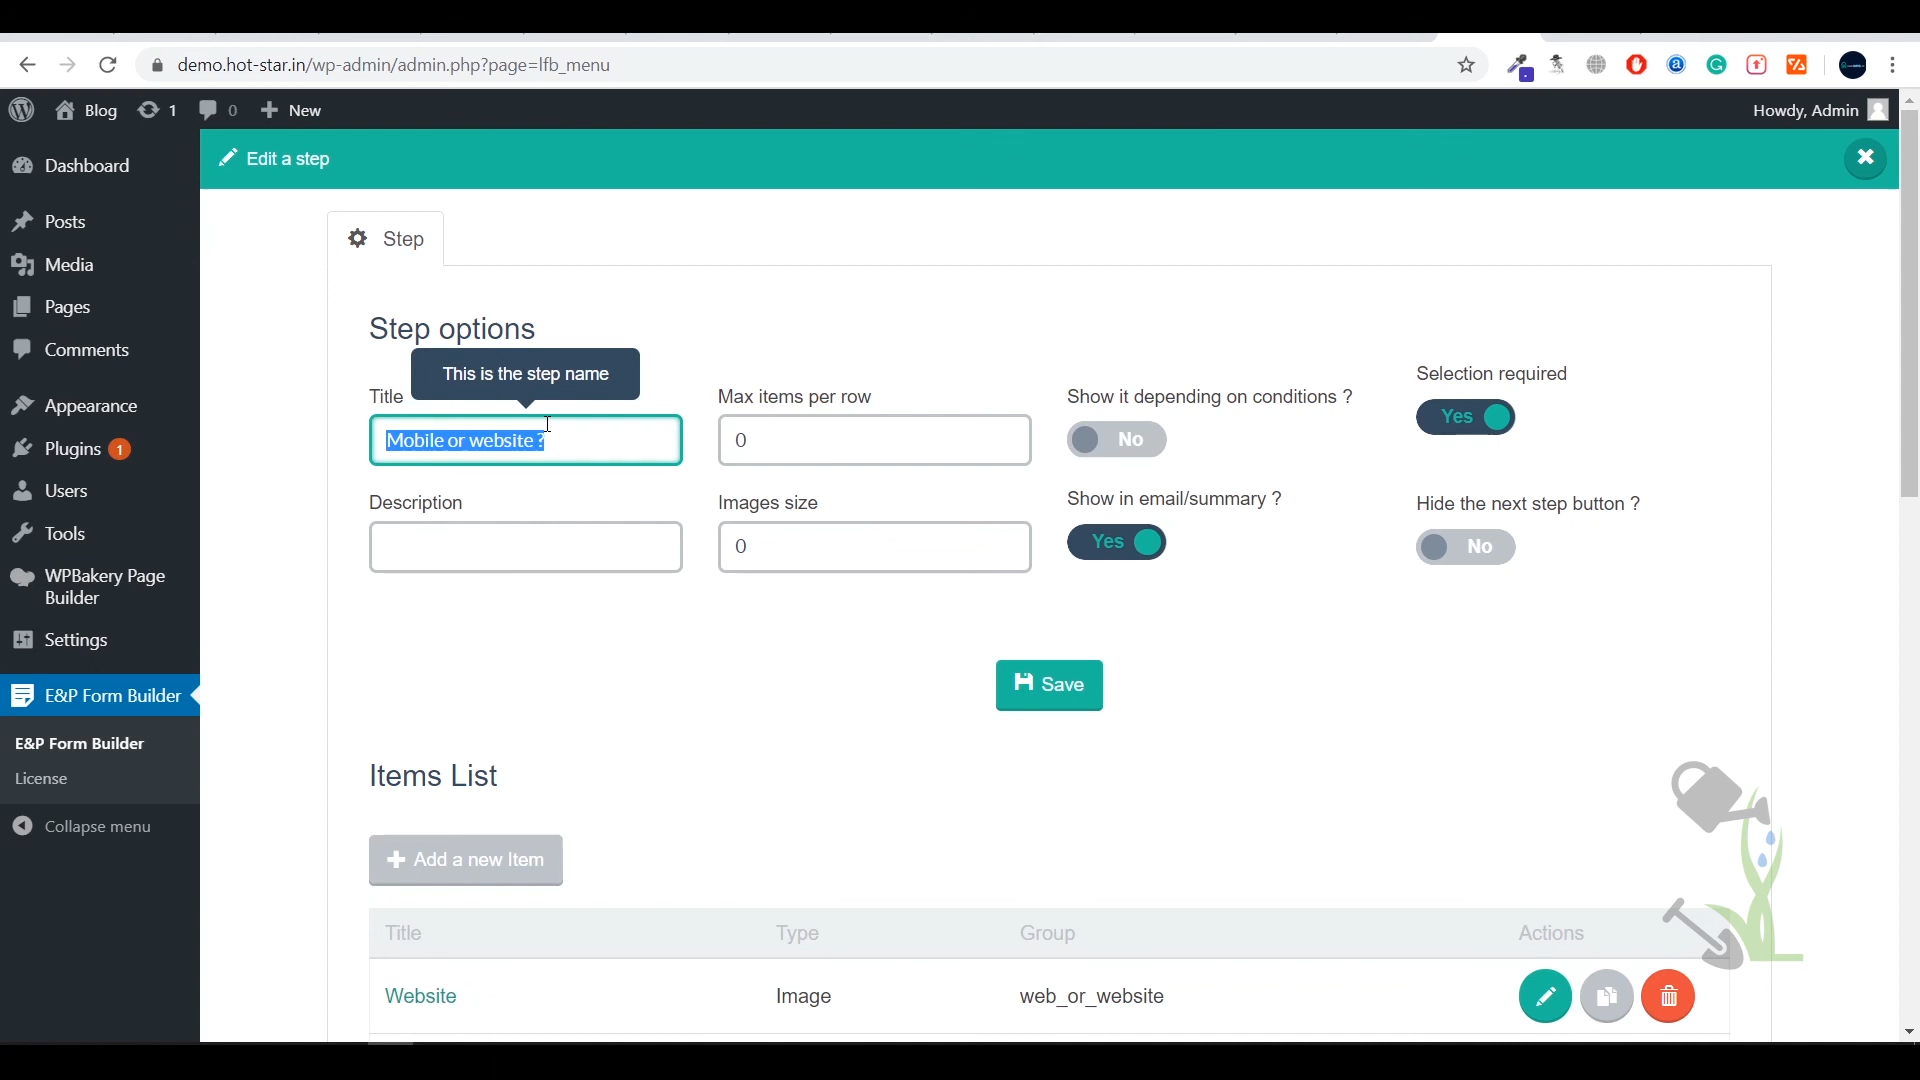 demo.hot-star.in/wp-admin/admin.php?page=lfb_menu
Blog
1
0
New
Howdy, Admin
Dashboard
Posts
Media
Pages
Comments
Appearance
Plugins 1
Users
Tools
WPBakery Page
Builder
Settings
E&P Form Builder
E&P Form Builder
License
Collapse menu
Edit a step
Step
Step options
This is the step name
Title
Mobile or website ?
Max items per row
0
Show it depending on conditions ?
No
Selection required
Yes
Description
Images size
0
Show in email/summary ?
Yes
Hide the next step button ?
No
Save
Items List
Add a new Item
Title Type Group Actions
Website Image web_or_website